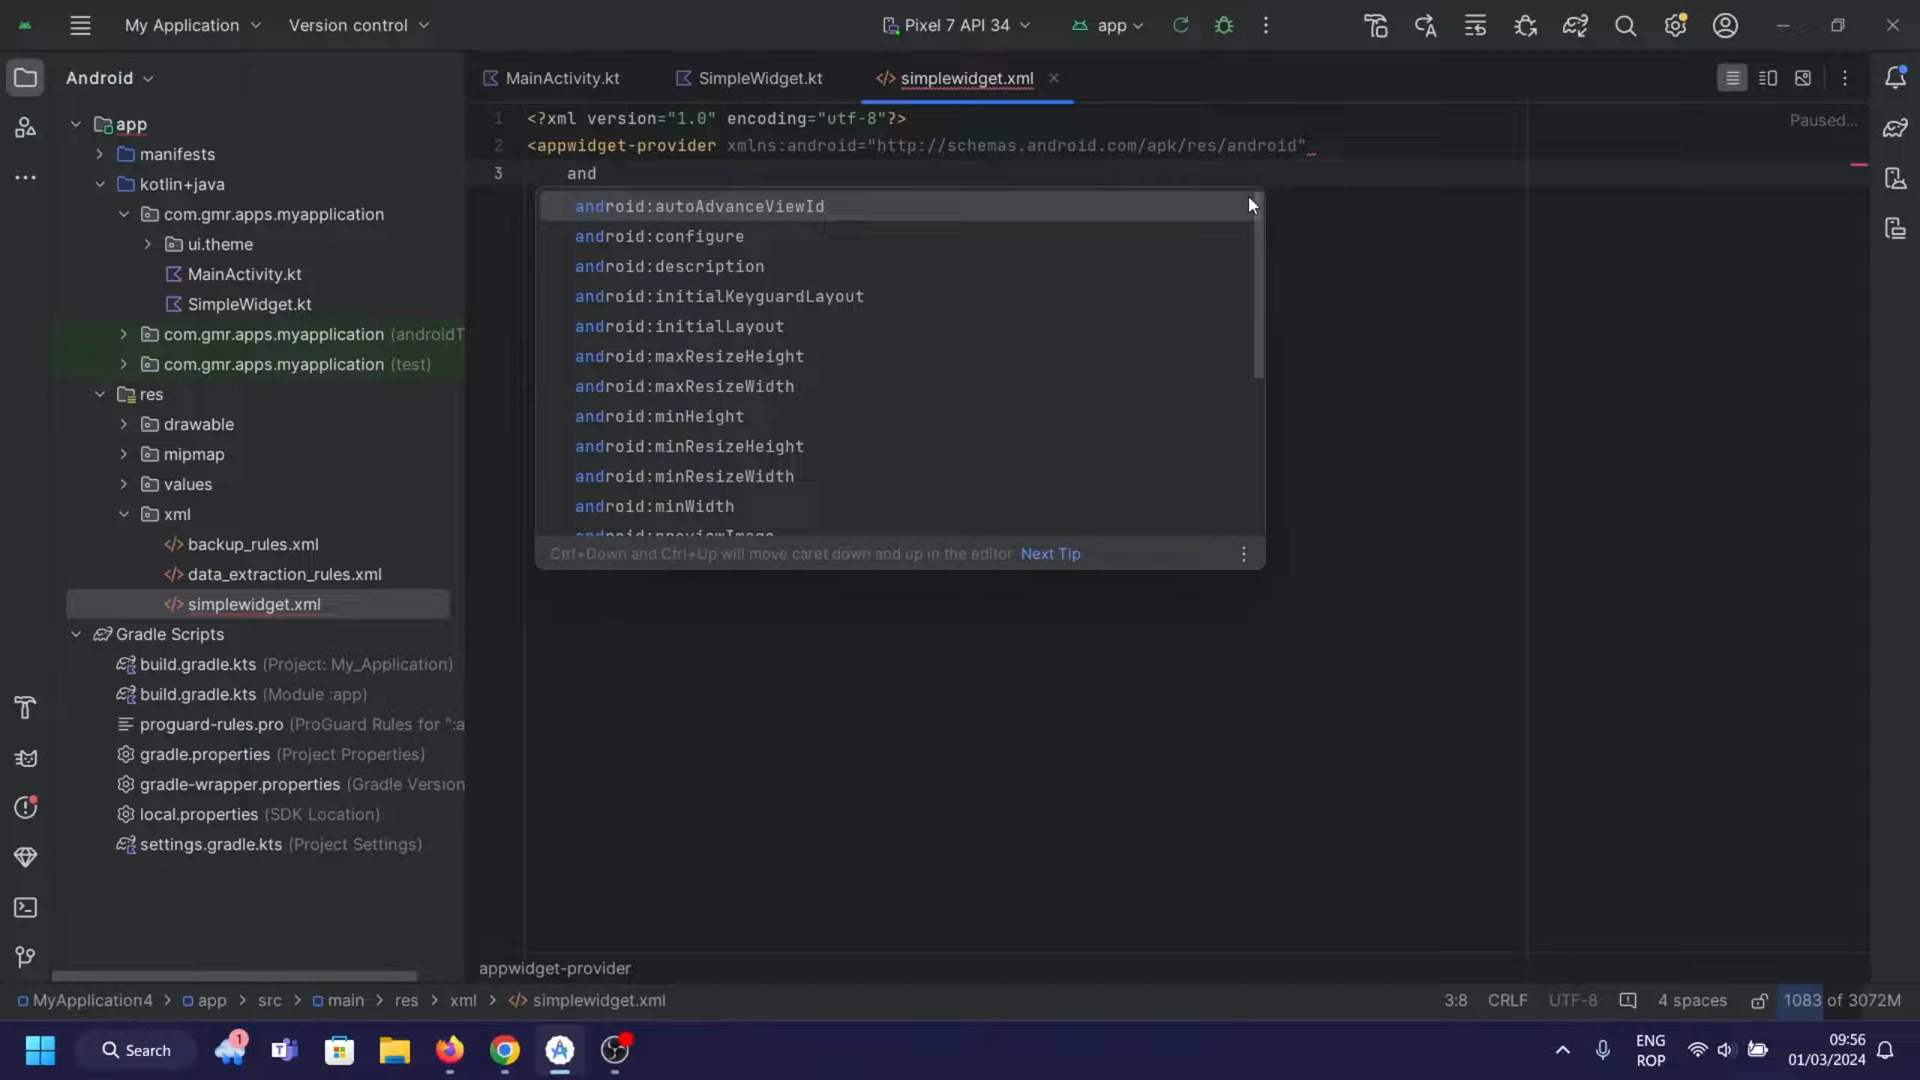 My Application
Version control
Pixel 7 API 34
app
Android
MainActivity.kt
SimpleWidget.kt
simplewidget.xml
app
manifests
kotlin+java
com.gmr.apps.myapplication
ui.theme
MainActivity.kt
SimpleWidget.kt
com.gmr.apps.myapplication (androidT
com.gmr.apps.myapplication (test)
res
drawable
mipmap
values
xml
backup_rules.xml
data_extraction_rules.xml
simplewidget.xml
Gradle Scripts
build.gradle.kts (Project: My_Application)
build.gradle.kts (Module :app)
proguard-rules.pro (ProGuard Rules for ":a
gradle.properties (Project Properties)
gradle-wrapper.properties (Gradle Version
local.properties (SDK Location)
settings.gradle.kts (Project Settings)
1 <?xml version="1.0" encoding="utf-8"?>
Paused...
2 <appwidget-provider xmlns:android="http://schemas.android.com/apk/res/android"
3 and
android:autoAdvanceViewId
android:configure
android:description
android:initialKeyguardLayout
android:initialLayout
android:maxResizeHeight
android:maxResizeWidth
android:minHeight
android:minResizeHeight
android:minResizeWidth
android:minWidth
android:previewImage
Ctrl+Down and Ctrl+Up will move caret down and up in the editor Next Tip
appwidget-provider
MyApplication4 > app > src > main > res > xml > simplewidget.xml
3:8 CRLF UTF-8 4 spaces 1083 of 3072M
Search
1
ENG
ROP
09:56
01/03/2024